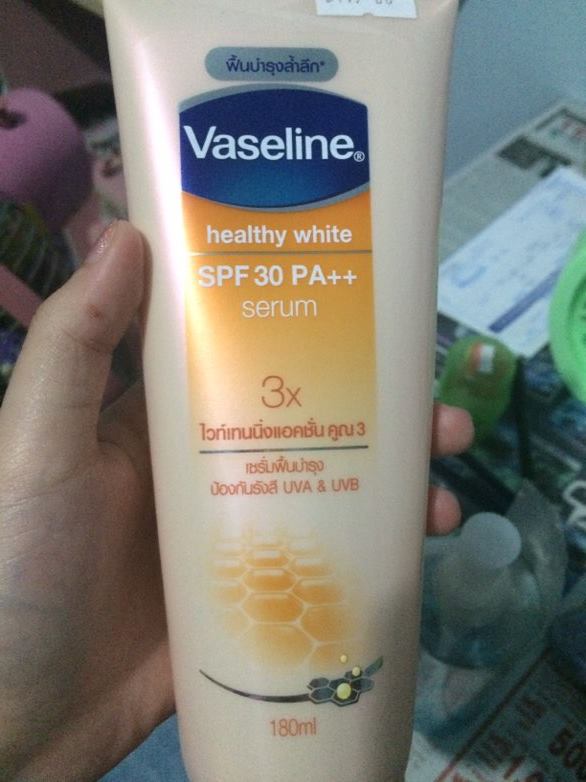 ฟื้นบำรุงล้ำลึก*
Vaseline®
healthy white
SPF 30 PA++
serum
3x
ไวท์เทนนิ่งแอคชั่น คูณ 3
เซรั่มฟื้นบำรุง
ป้องกันรังสี UVA & UVB
180ml